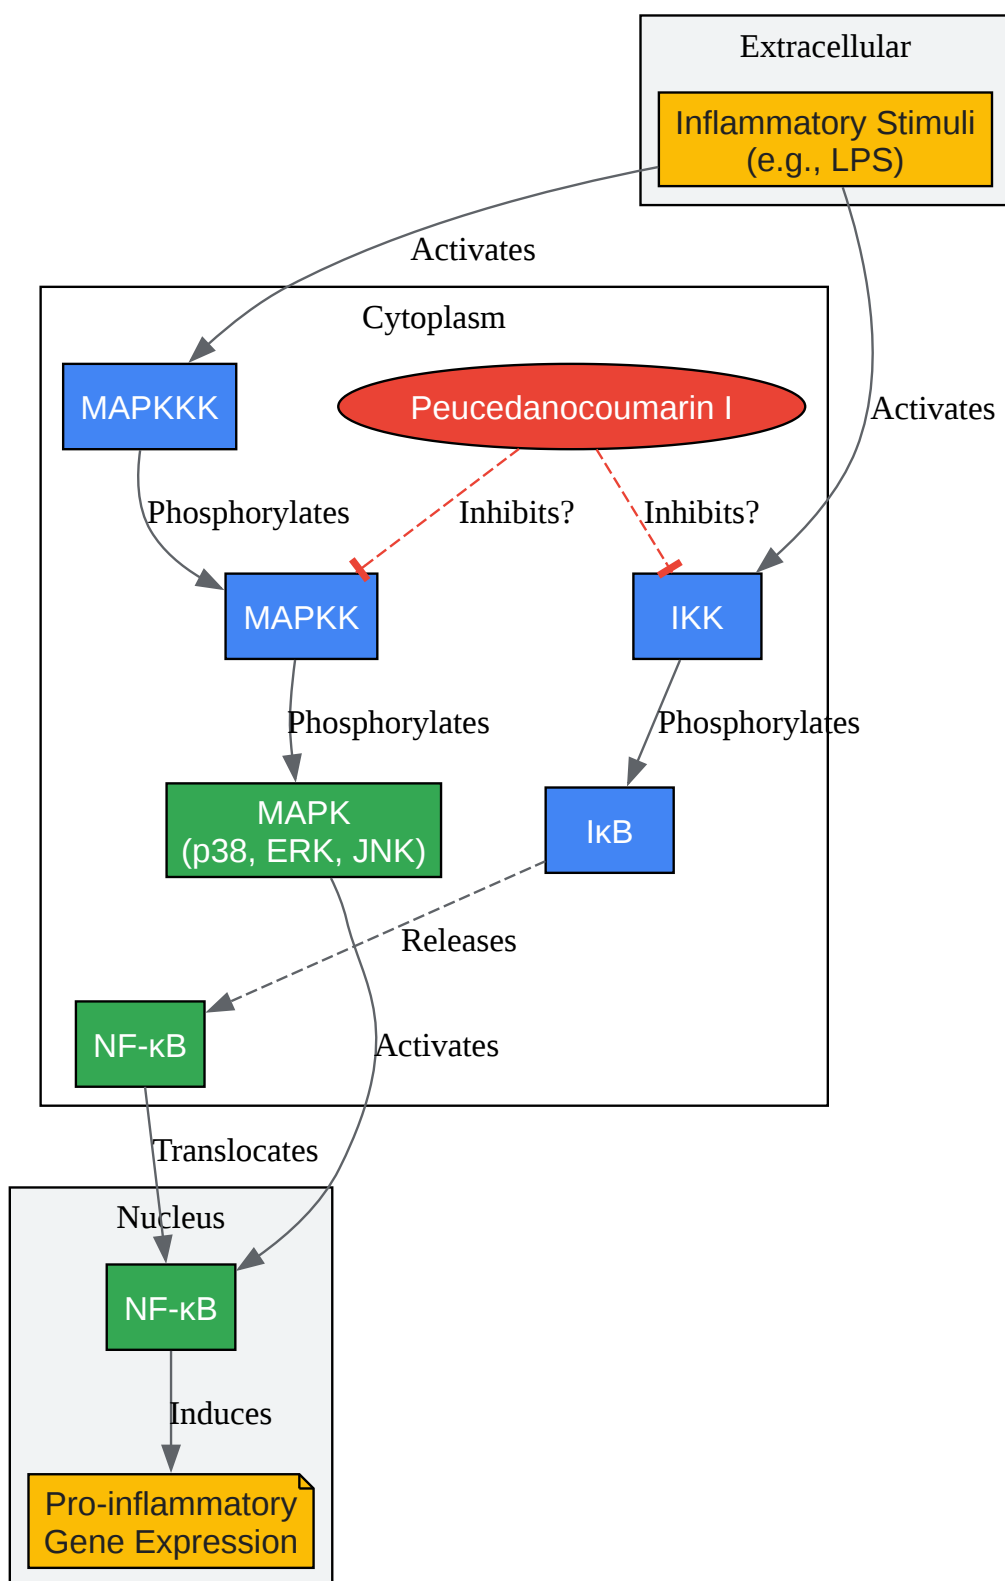 Extracellular
Inflammatory Stimuli
(e.g., LPS)
Activates
Cytoplasm
MAPKKK
Peucedanocoumarin I
Activates
Phosphorylates
Inhibits?
Inhibits?
MAPKK
IKK
Phosphorylates
Phosphorylates
MAPK
(p38, ERK, JNK)
IκB
Releases
NF-κB
Activates
Translocates
Nucleus
NF-κB
Induces
Pro-inflammatory
Gene Expression